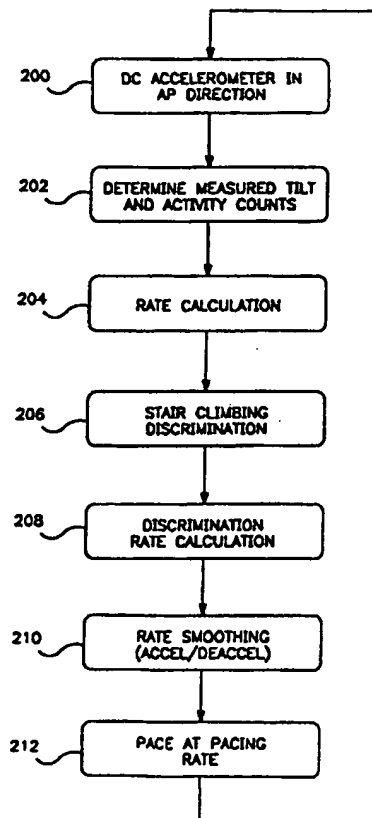 200
DC ACCELEROMETER IN
AP DIRECTION
202
DETERMINE MEASURED TILT
AND ACTIVITY COUNTS
204
RATE CALCULATION
206
STAIR CLIMBING
DISCRIMINATION
208
DISCRIMINATION
RATE CALCULATION
210
RATE SMOOTHING
(ACCEL/DEACCEL)
212
PACE AT PACING
RATE